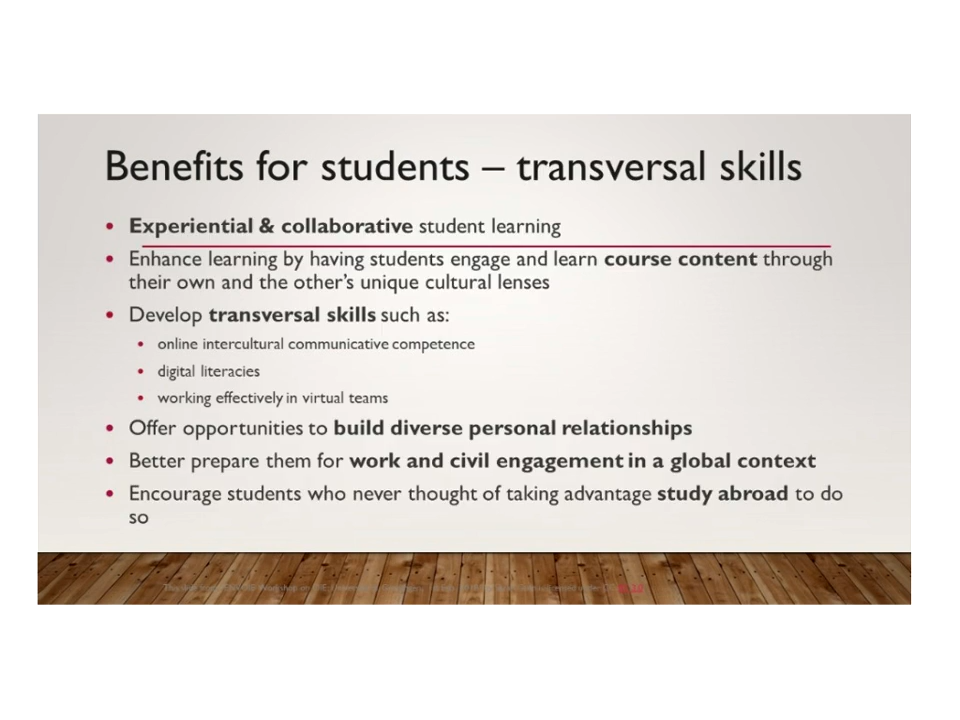 Benefits for students – transversal skills
• Experiential & collaborative student learning
• Enhance learning by having students engage and learn course content through
their own and the other's unique cultural lenses
• Develop transversal skills such as:
• online intercultural communicative competence
• digital literacies
• working effectively in virtual teams
• Offer opportunities to build diverse personal relationships
• Better prepare them for work and civil engagement in a global context
• Encourage students who never thought of taking advantage study abroad to do
so